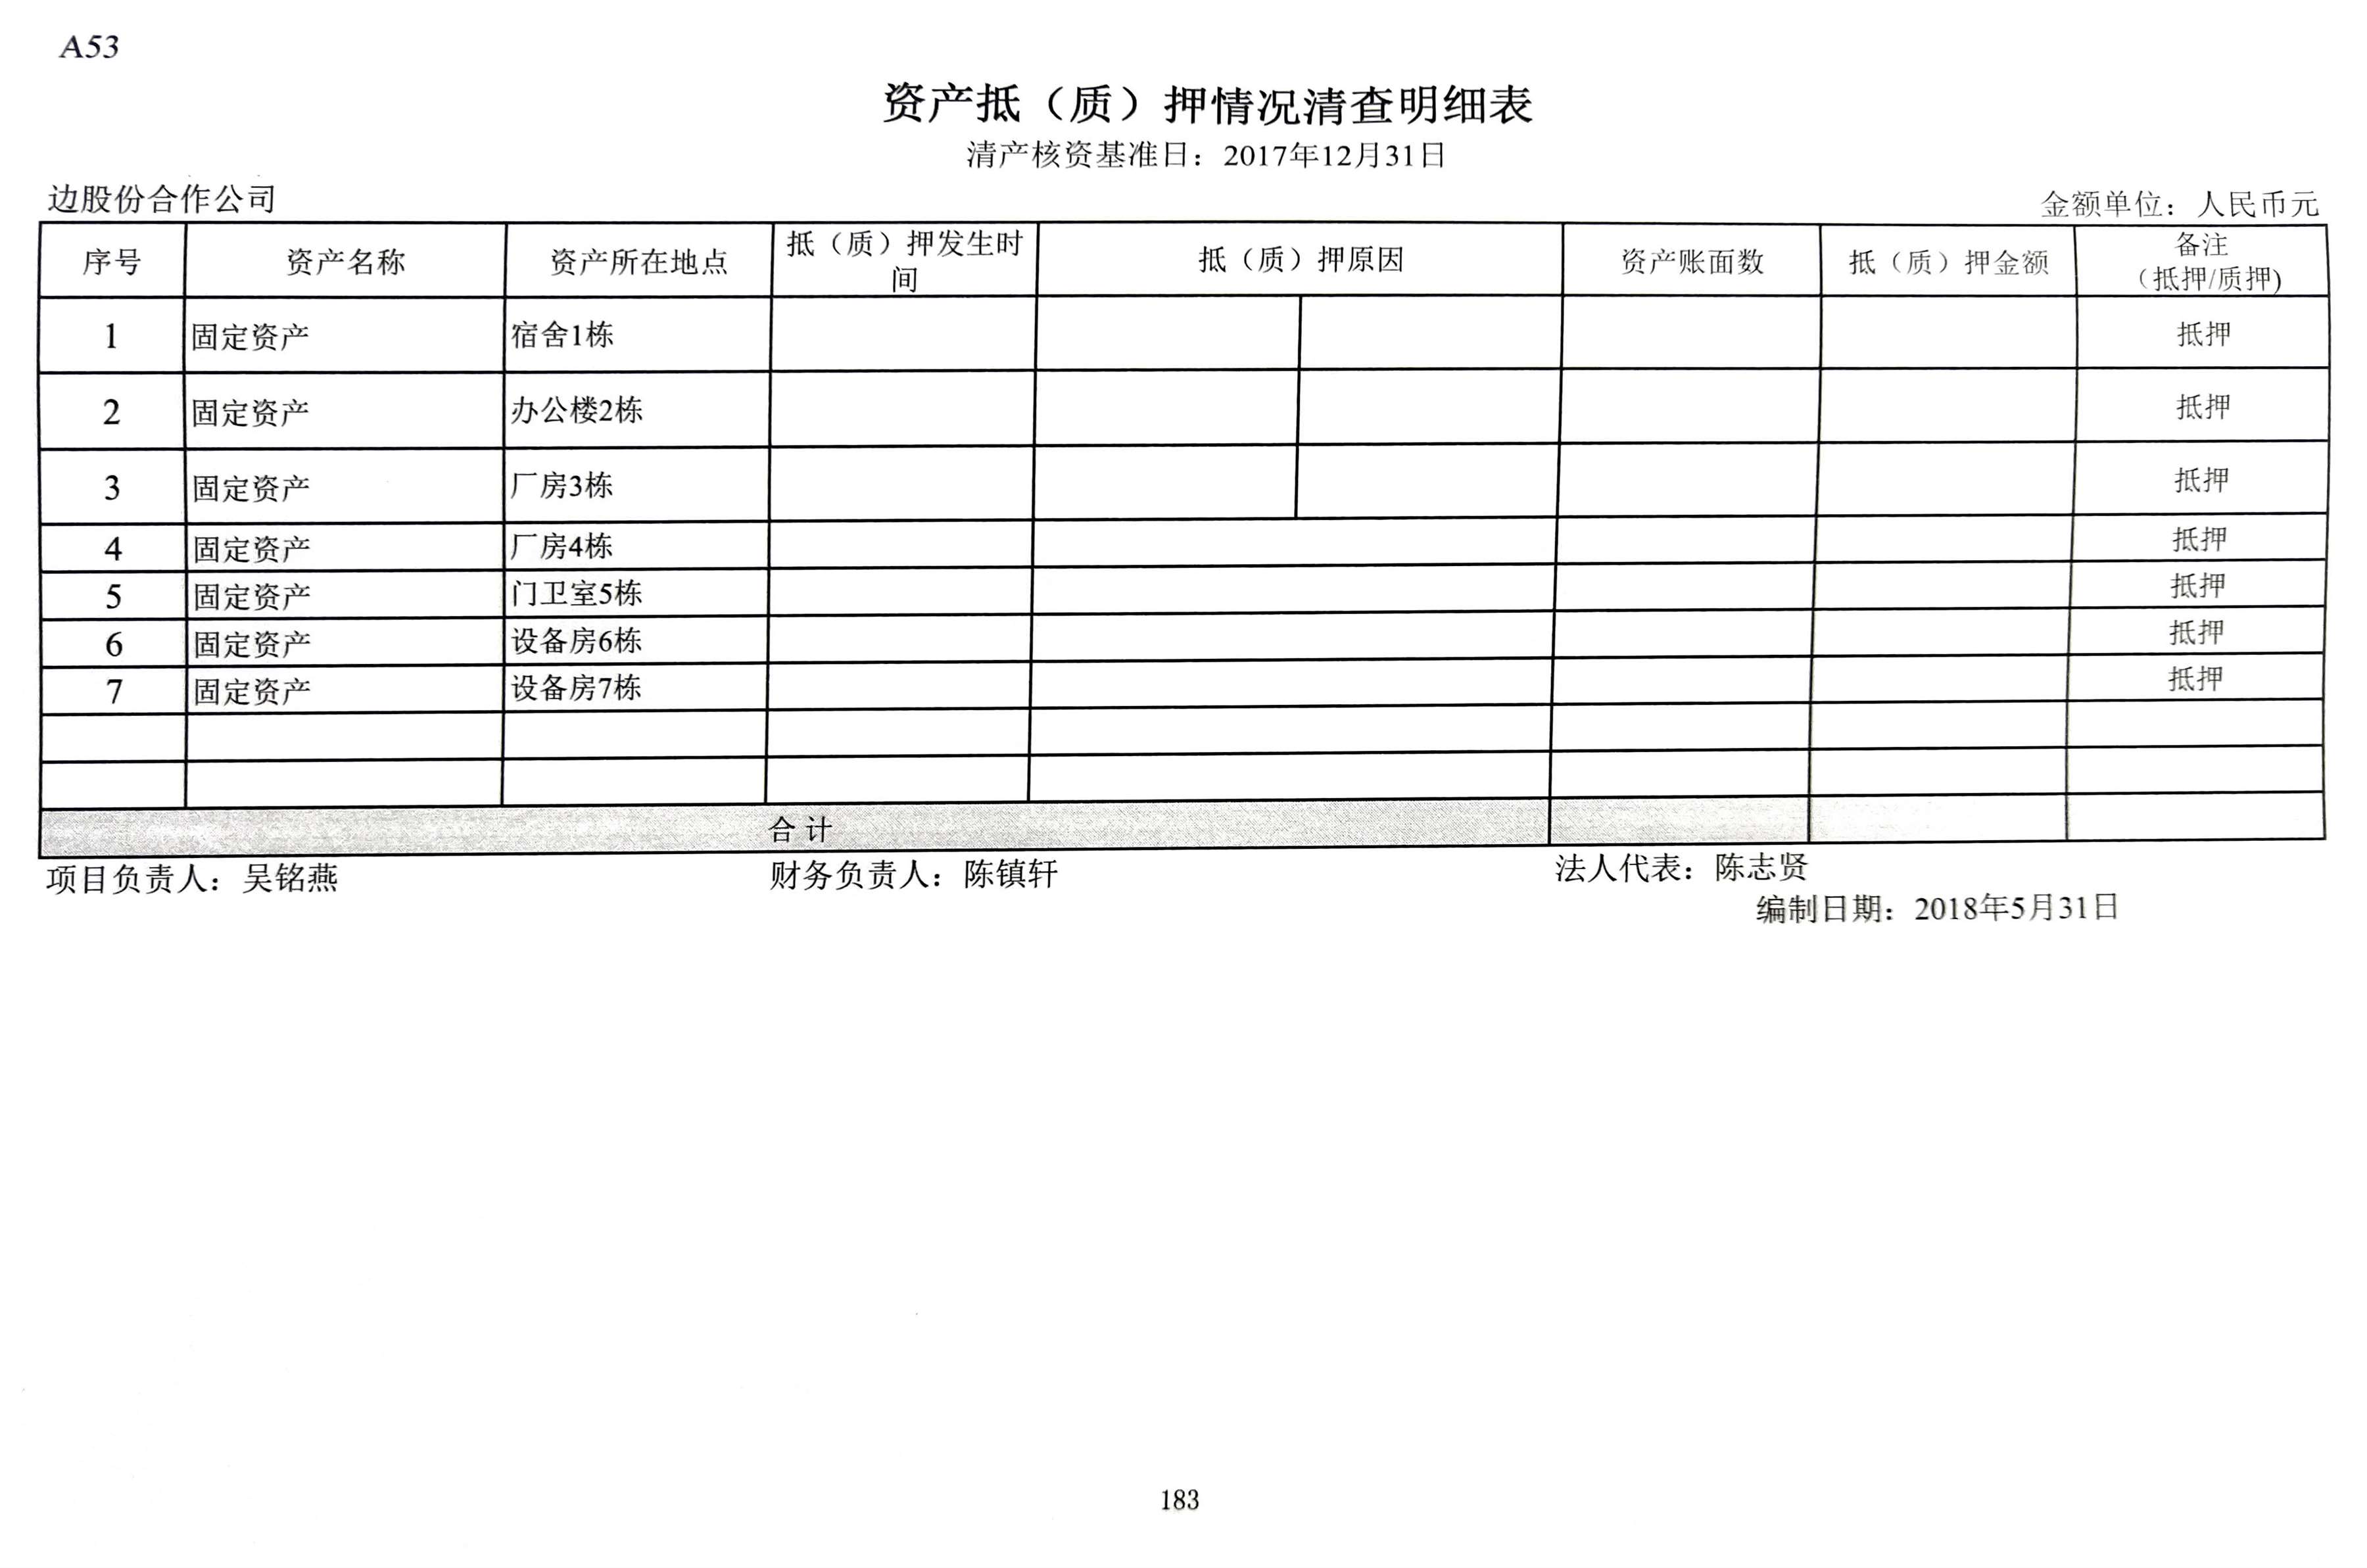 A53
资产抵（质）押情况清查明细表
清产核资基准日：2017年12月31日
边股份合作公司 金额单位：人民币元
序号 资产名称 资产所在地点 抵（质）押发生时间 抵（质）押原因 资产账面数 抵（质）押金额 备注（抵押/质押）
1 固定资产 宿舍1栋 抵押
2 固定资产 办公楼2栋 抵押
3 固定资产 厂房3栋 抵押
4 固定资产 厂房4栋 抵押
5 固定资产 门卫室5栋 抵押
6 固定资产 设备房6栋 抵押
7 固定资产 设备房7栋 抵押
合 计
项目负责人：吴铭燕 财务负责人：陈镇轩 法人代表：陈志贤
编制日期：2018年5月31日
183